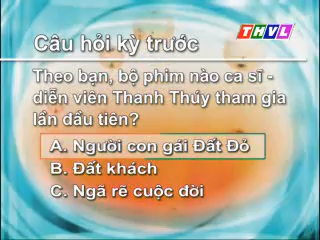 THVL
Câu hỏi kỳ trước
Theo bạn, bộ phim nào ca sĩ -
diễn viên Thanh Thúy tham gia
lần đầu tiên?
A. Người con gái Đất Đỏ
B. Đất khách
C. Ngã rẽ cuộc đời